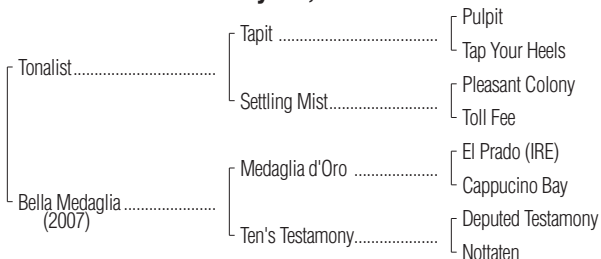 Pulpit
Tapit
Tap Your Heels
Tonalist
Pleasant Colony
Settling Mist
Toll Fee
El Prado (IRE)
Medaglia d'Oro
Cappucino Bay
Bella Medaglia
(2007)
Deputed Testamony
Ten's Testamony
Nottaten